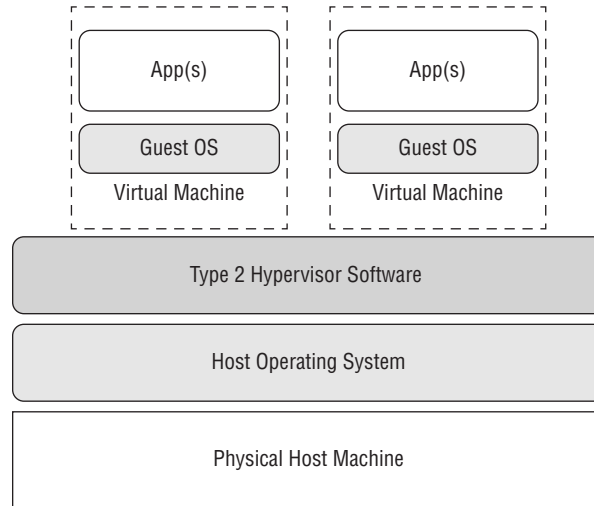 App(s)
App(s)
Guest OS
Guest OS
Virtual Machine
Virtual Machine
Type 2 Hypervisor Software
Host Operating System
Physical Host Machine